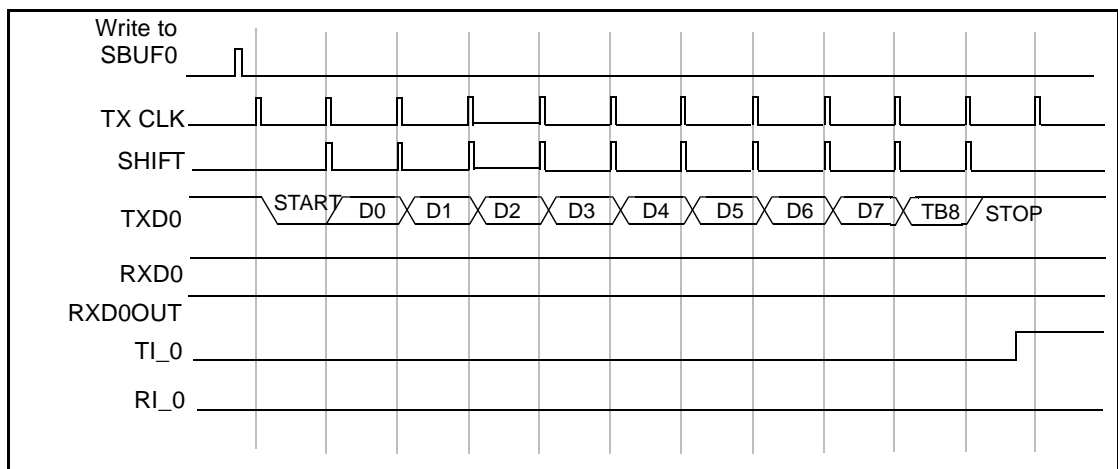 Write to
SBUF0
TX CLK
SHIFT
TXD0
START
D0
D1
D2
D3
D4
D5
D6
D7
TB8
STOP
RXD0
RXD0OUT
TI_0
RI_0